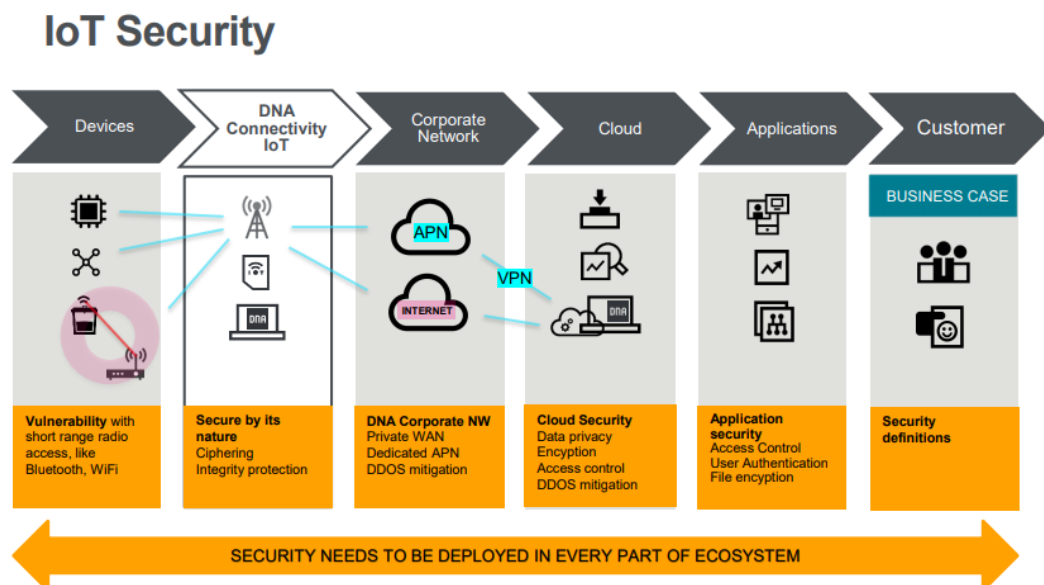 IoT Security
Devices
DNA
Connectivity
IoT
Corporate
Network
Cloud
Applications
Customer
BUSINESS CASE
APN
VPN
INTERNET
DNA
DNA
Vulnerability with
short range radio
access, like
Bluetooth, WiFi
Secure by its
nature
Ciphering
Integrity protection
DNA Corporate NW
Private WAN
Dedicated APN
DDOS mitigation
Cloud Security
Data privacy
Encyption
Access control
DDOS mitigation
Application
security
Access Control
User Authentication
File encyption
Security
definitions
SECURITY NEEDS TO BE DEPLOYED IN EVERY PART OF ECOSYSTEM